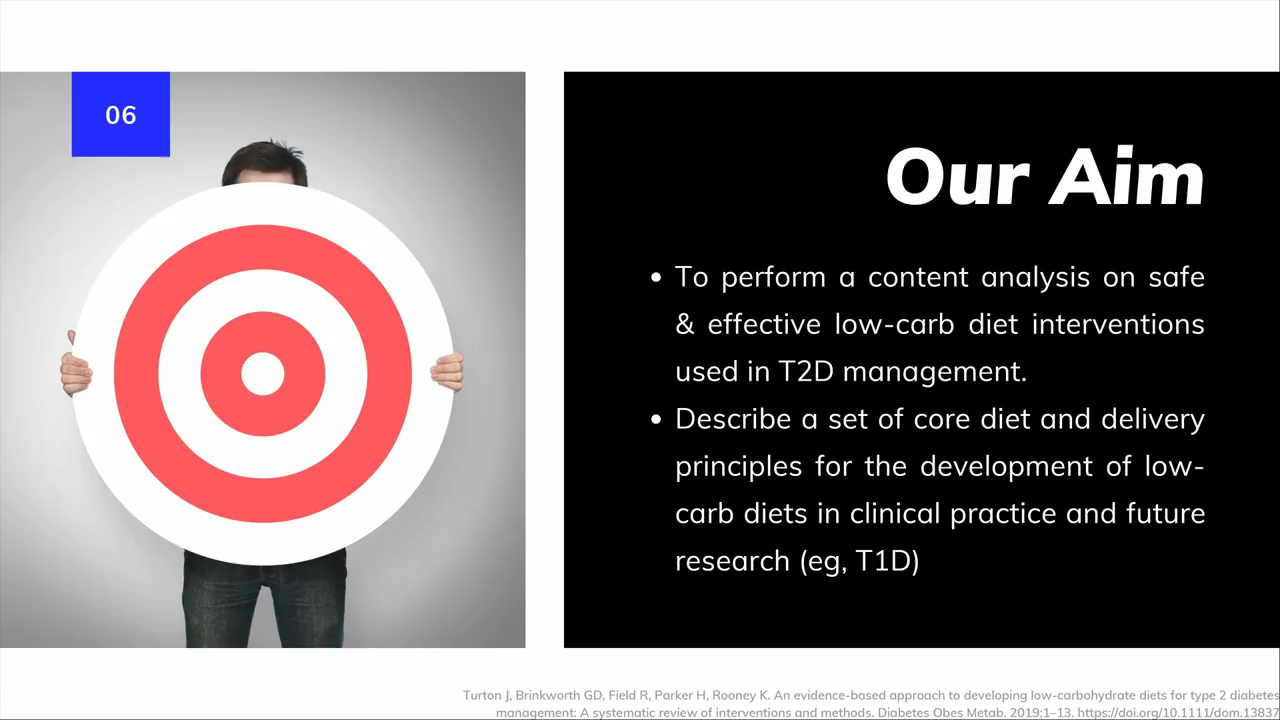 06
Our Aim
• To perform a content analysis on safe
& effective low-carb diet interventions
used in T2D management.
• Describe a set of core diet and delivery
principles for the development of low-
carb diets in clinical practice and future
research (eg, T1D)
Turton J, Brinkworth GD, Field R, Parker H, Rooney K. An evidence-based approach to developing low-carbohydrate diets for type 2 diabetes
management: A systematic review of interventions and methods. Diabetes Obes Metab. 2019;1–13. https://doi.org/10.1111/dom.13837